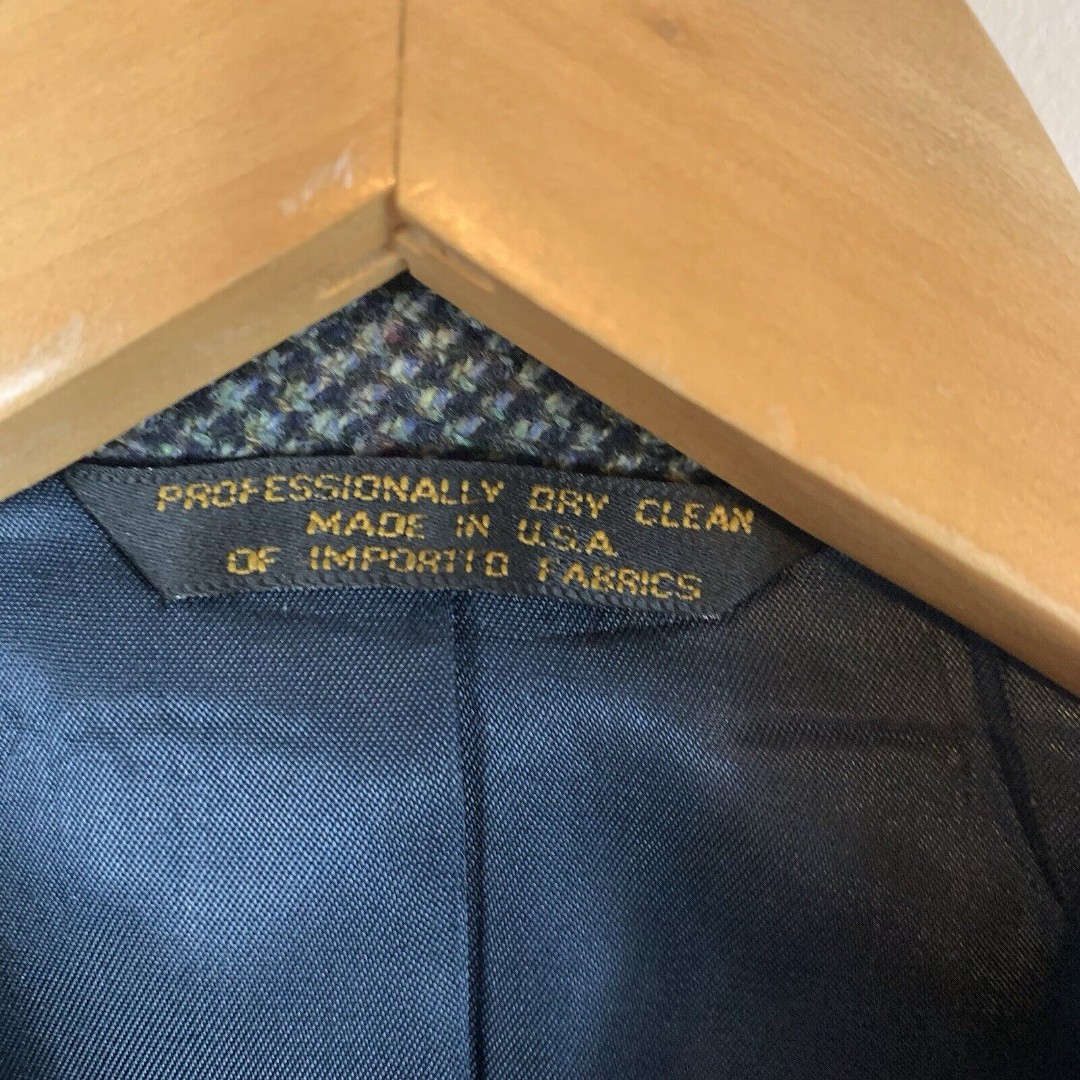 PROFESSIONALLY DRY CLEAN
MADE IN U.S.A.
OF IMPORTED FABRICS